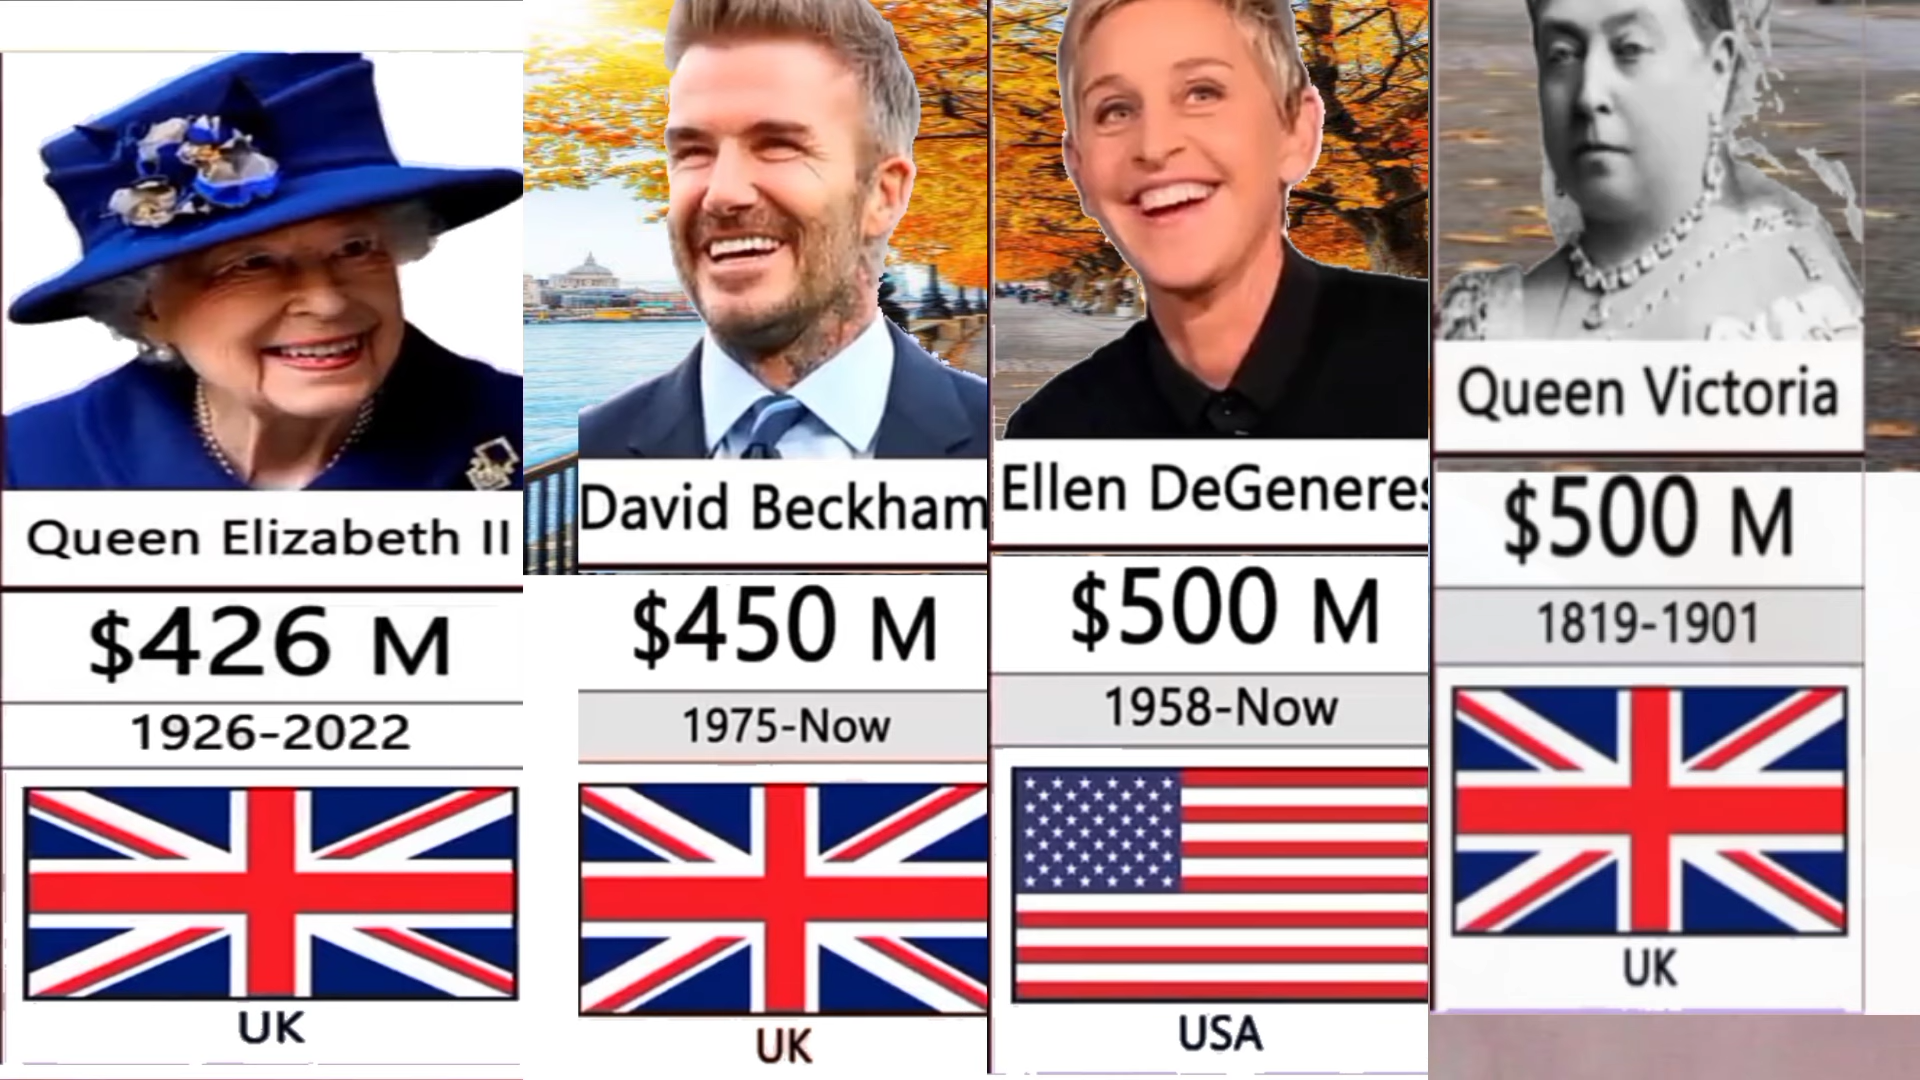 Queen Elizabeth II
$426 M
1926-2022
UK
David Beckham
$450 M
1975-Now
UK
Ellen DeGeneres
$500 M
1958-Now
USA
Queen Victoria
$500 M
1819-1901
UK